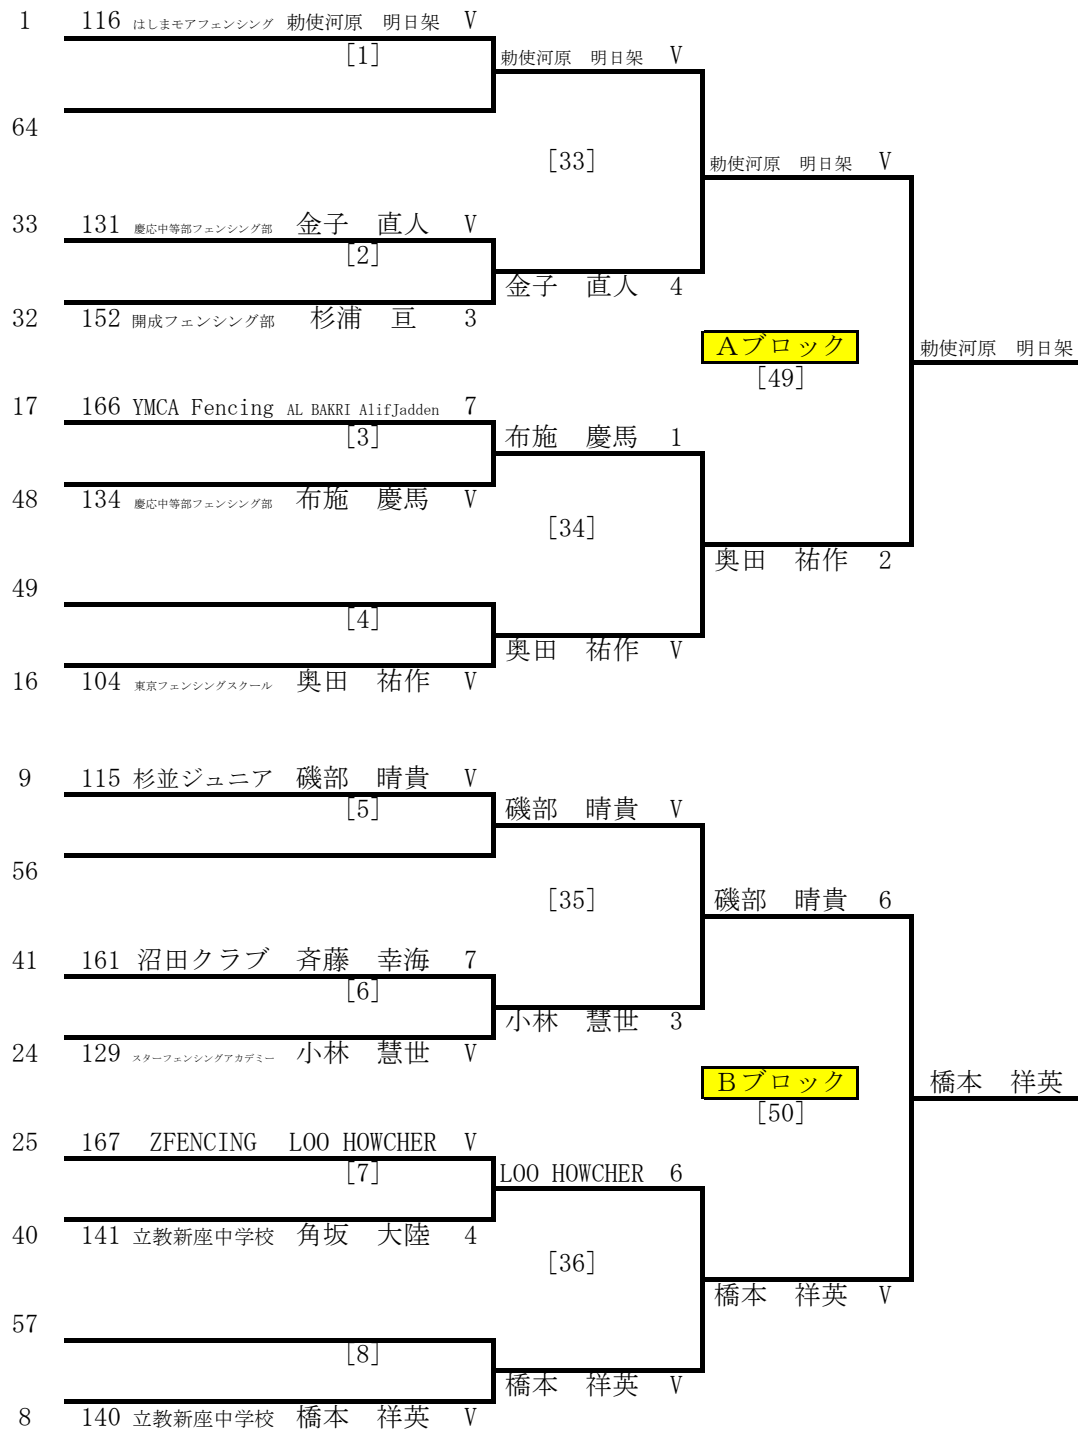 1 116 はしまモアフェンシング 勅使河原 明日架 V
[1]
勅使河原 明日架 V
64
[33]
勅使河原 明日架 V
33 131 慶応中等部フェンシング部 金子 直人 V
[2]
金子 直人 4
32 152 開成フェンシング部 杉浦 亘 3
Aブロック
勅使河原 明日架
[49]
17 166 YMCA Fencing AL BAKRI AlifJadden 7
[3]
布施 慶馬 1
48 134 慶応中等部フェンシング部 布施 慶馬 V
[34]
奥田 祐作 2
49
[4]
奥田 祐作 V
16 104 東京フェンシングスクール 奥田 祐作 V
9 115 杉並ジュニア 磯部 晴貴 V
[5]
磯部 晴貴 V
56
[35]
磯部 晴貴 6
41 161 沼田クラブ 斉藤 幸海 7
[6]
小林 慧世 3
24 129 スターフェンシングアカデミー 小林 慧世 V
Bブロック
橋本 祥英
[50]
25 167 ZFENCING LOO HOWCHER V
[7]
LOO HOWCHER 6
40 141 立教新座中学校 角坂 大陸 4
[36]
橋本 祥英 V
57
[8]
橋本 祥英 V
8 140 立教新座中学校 橋本 祥英 V